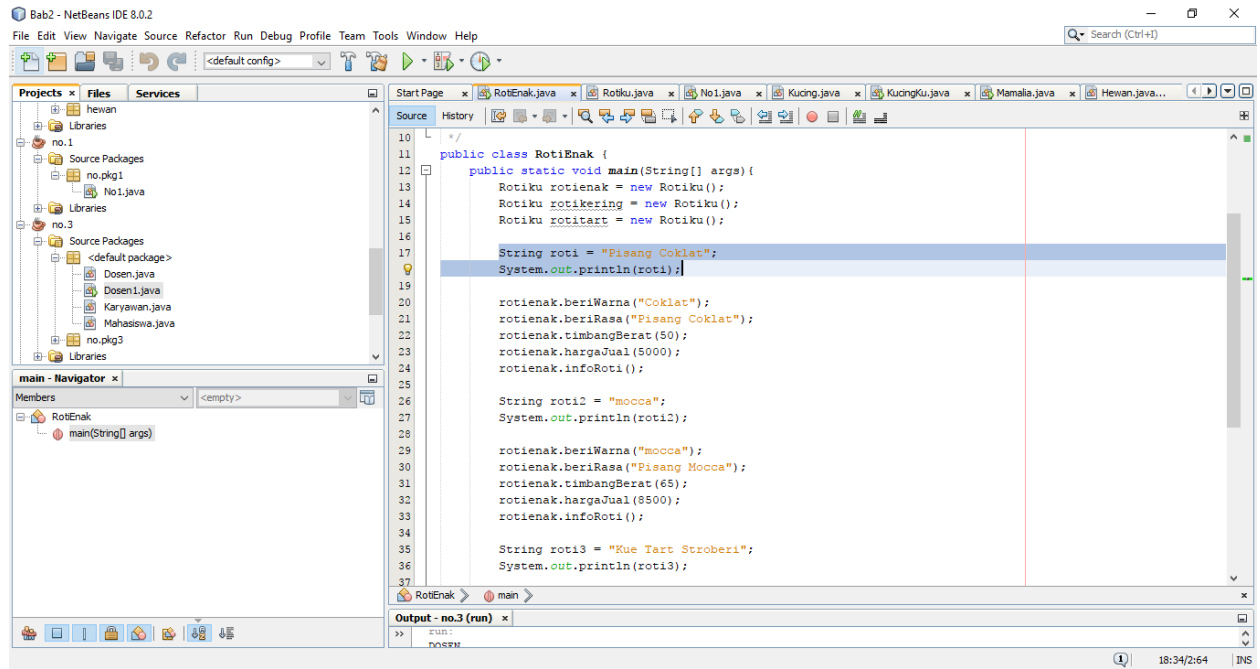 Bab2 - NetBeans IDE 8.0.2
File Edit View Navigate Source Refactor Run Debug Profile Team Tools Window Help
Search (Ctrl+I)
<default config>
Projects Files Services
hewan
Libraries
no.1
Source Packages
no.pkg1
No1.java
Libraries
no.3
Source Packages
<default package>
Dosen.java
Dosen1.java
Karyawan.java
Mahasiswa.java
no.pkg3
Libraries
main - Navigator
Members <empty>
RotiEnak
main(String[] args)
Start Page RotiEnak.java Rotiku.java No1.java Kucing.java KucingKu.java Mamalia.java Hewan.java...
Source History
10 */
11 public class RotiEnak {
12 public static void main(String[] args){
13 Rotiku rotienak = new Rotiku();
14 Rotiku rotikering = new Rotiku();
15 Rotiku rotitart = new Rotiku();
16
17 String roti = "Pisang Coklat";
System.out.println(roti);
19
20 rotienak.beriWarna("Coklat");
21 rotienak.beriRasa("Pisang Coklat");
22 rotienak.timbangBerat(50);
23 rotienak.hargaJual(5000);
24 rotienak.infoRoti();
25
26 String roti2 = "mocca";
27 System.out.println(roti2);
28
29 rotienak.beriWarna("mocca");
30 rotienak.beriRasa("Pisang Mocca");
31 rotienak.timbangBerat(65);
32 rotienak.hargaJual(8500);
33 rotienak.infoRoti();
34
35 String roti3 = "Kue Tart Stroberi";
36 System.out.println(roti3);
37
RotiEnak main
Output - no.3 (run)
run:
DOSEN
1 18:34/2:64 INS